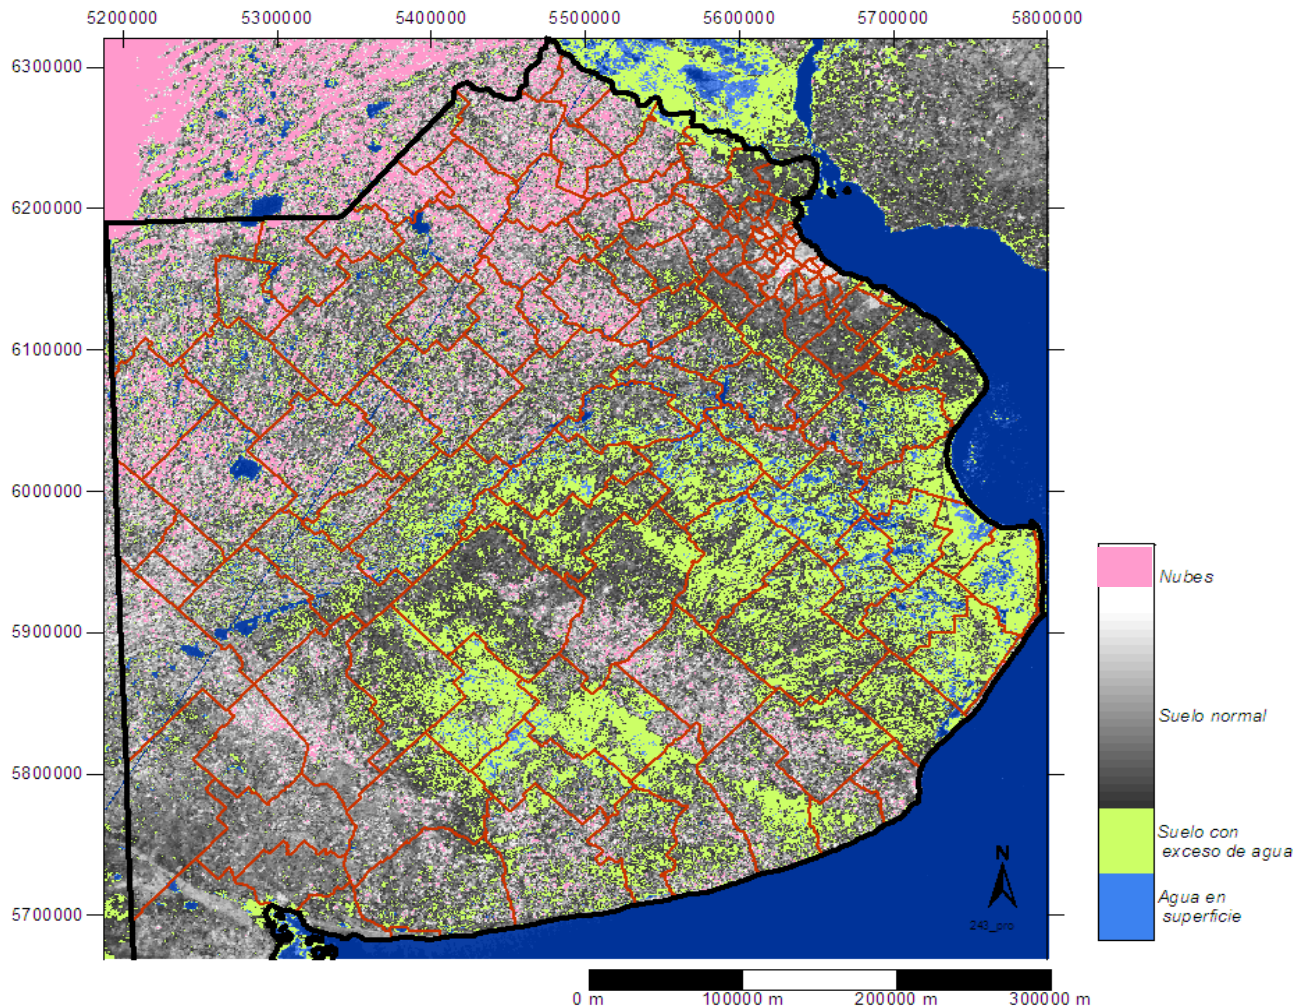 5200000 5300000 5400000 5500000 5600000 5700000 5800000
6300000
6200000
6100000
6000000
5900000
5800000
5700000
Nubes
Suelo normal
Suelo con
exceso de agua
Agua en
superficie
N
243_pro
0 m 100000 m 200000 m 300000 m